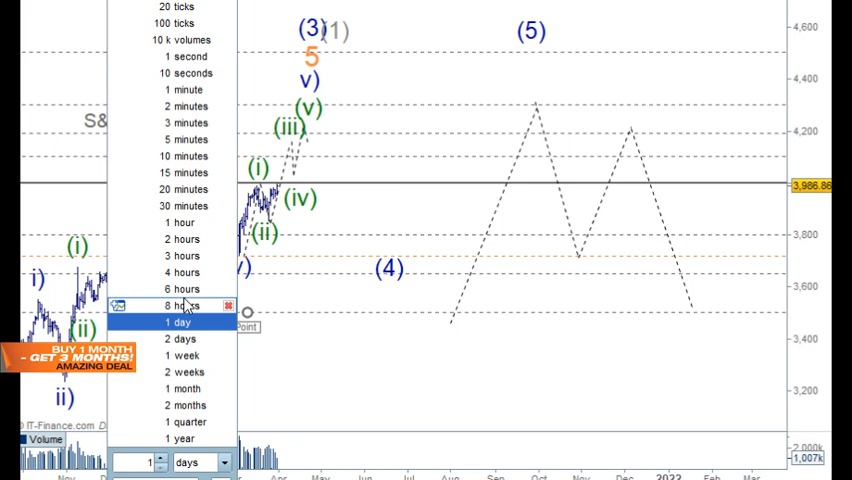 20 ticks
100 ticks
10 k volumes
1 second
10 seconds
1 minute
2 minutes
3 minutes
5 minutes
10 minutes
15 minutes
20 minutes
30 minutes
1 hour
2 hours
3 hours
4 hours
6 hours
8 hours
1 day
2 days
1 week
2 weeks
1 month
2 months
1 quarter
1 year
1 days
S&
i)
(i)
(ii)
ii)
BUY 1 MONTH
- GET 3 MONTHS!
AMAZING DEAL
© IT-Finance.com
Volume
(3) (1)
5
v)
(v)
(iii)
(i)
(iv)
(ii)
v)
Point
(4)
(5)
4,600
4,400
4,200
3,986.86
3,800
3,600
3,400
3,200
2,000k
1,007k
Nov Apr May Jun Jul Aug Sep Oct Nov Dec 2022 Feb Mar